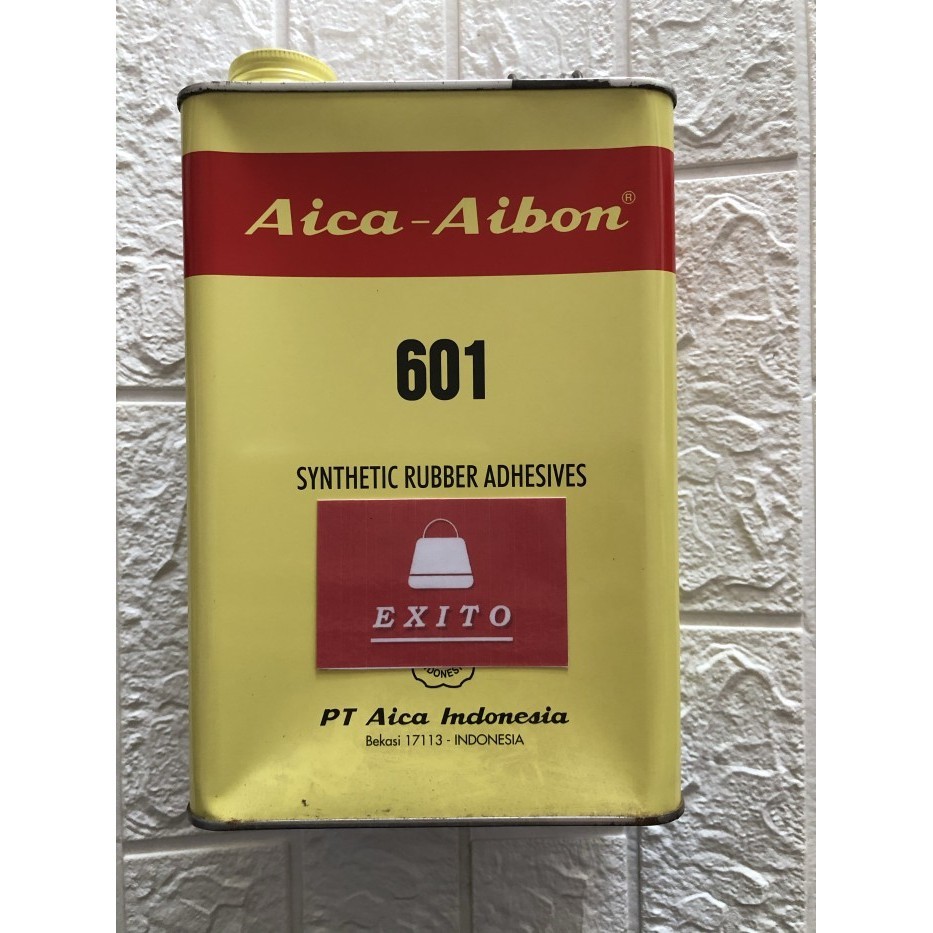 Aica-Aibon®
601
SYNTHETIC RUBBER ADHESIVES
EXITO
PT Aica Indonesia
Bekasi 17113 - INDONESIA